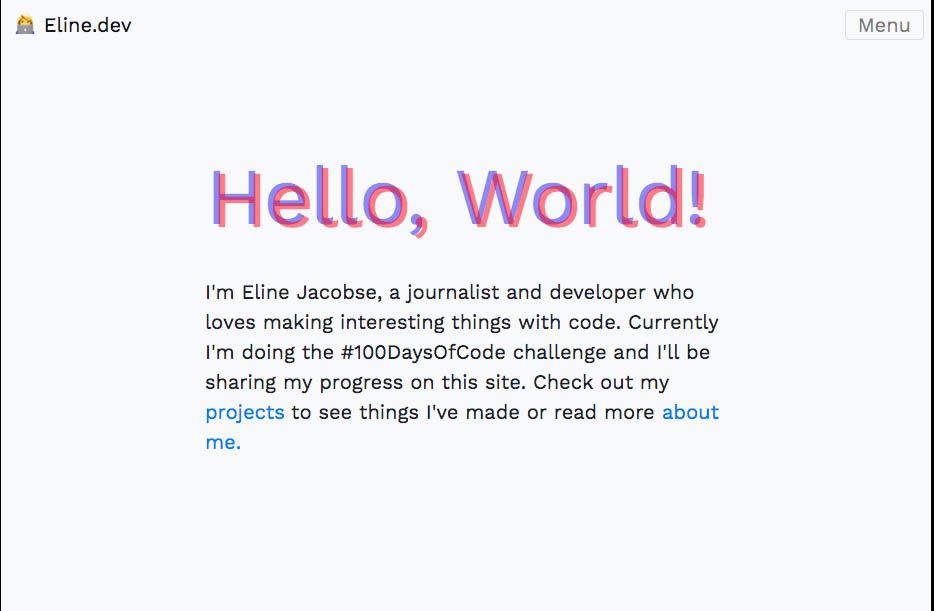 Eline.dev
Menu
Hello, World!
I'm Eline Jacobse, a journalist and developer who
loves making interesting things with code. Currently
I'm doing the #100DaysOfCode challenge and I'll be
sharing my progress on this site. Check out my
projects to see things I've made or read more about
me.